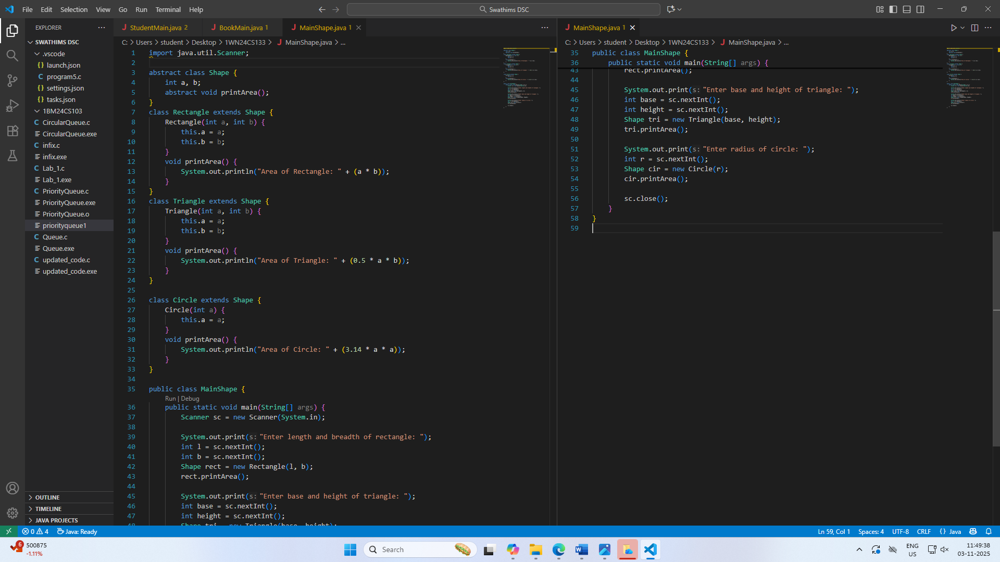 File Edit Selection View Go Run Terminal Help
Swathims DSC
EXPLORER
SWATHIMS DSC
.vscode
{} launch.json
C program5.c
{} settings.json
{} tasks.json
1BM24CS103
C CircularQueue.c
CircularQueue.exe
C infix.c
infix.exe
C Lab_1.c
Lab_1.exe
C PriorityQueue.c
PriorityQueue.exe
PriorityQueue.o
priorityqueue1
C Queue.c
Queue.exe
C updated_code.c
updated_code.exe
OUTLINE
TIMELINE
JAVA PROJECTS
J StudentMain.java 2
J BookMain.java 1
J MainShape.java 1
C: > Users > student > Desktop > 1WN24CS133 > J MainShape.java > ...
1 import java.util.Scanner;
2
3 abstract class Shape {
4 int a, b;
5 abstract void printArea();
6 }
7 class Rectangle extends Shape {
8 Rectangle(int a, int b) {
9 this.a = a;
10 this.b = b;
11 }
12 void printArea() {
13 System.out.println("Area of Rectangle: " + (a * b));
14 }
15 }
16 class Triangle extends Shape {
17 Triangle(int a, int b) {
18 this.a = a;
19 this.b = b;
20 }
21 void printArea() {
22 System.out.println("Area of Triangle: " + (0.5 * a * b));
23 }
24 }
25
26 class Circle extends Shape {
27 Circle(int a) {
28 this.a = a;
29 }
30 void printArea() {
31 System.out.println("Area of Circle: " + (3.14 * a * a));
32 }
33 }
34
35 public class MainShape {
Run | Debug
36 public static void main(String[] args) {
37 Scanner sc = new Scanner(System.in);
38
39 System.out.print(s: "Enter length and breadth of rectangle: ");
40 int l = sc.nextInt();
41 int b = sc.nextInt();
42 Shape rect = new Rectangle(l, b);
43 rect.printArea();
44
45 System.out.print(s: "Enter base and height of triangle: ");
46 int base = sc.nextInt();
47 int height = sc.nextInt();
48 Shape tri = new Triangle(base, height);
J MainShape.java 1
C: > Users > student > Desktop > 1WN24CS133 > J MainShape.java > ...
35 public class MainShape {
36 public static void main(String[] args) {
43 rect.printArea();
44
45 System.out.print(s: "Enter base and height of triangle: ");
46 int base = sc.nextInt();
47 int height = sc.nextInt();
48 Shape tri = new Triangle(base, height);
49 tri.printArea();
50
51 System.out.print(s: "Enter radius of circle: ");
52 int r = sc.nextInt();
53 Shape cir = new Circle(r);
54 cir.printArea();
55
56 sc.close();
57 }
58 }
59
0 4 Java: Ready
Ln 59, Col 1 Spaces: 4 UTF-8 CRLF {} Java
6
500875
-1.11%
Search
ENG
US
11:49:38
03-11-2025